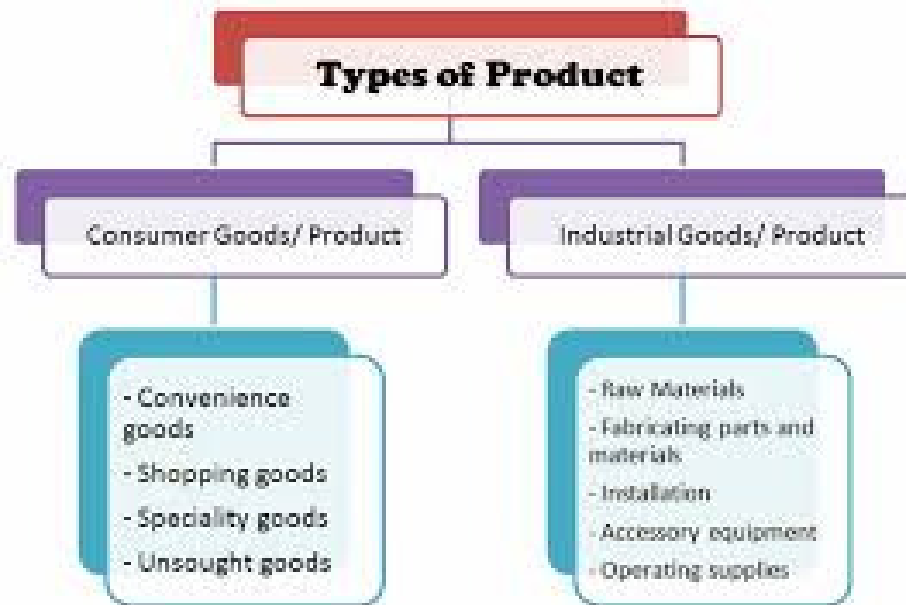 Types of Product
Consumer Goods/ Product
Industrial Goods/ Product
- Convenience
goods
- Shopping goods
- Speciality goods
- Unsought goods
- Raw Materials
- Fabricating parts and
materials
- Installation
- Accessory equipment
- Operating supplies